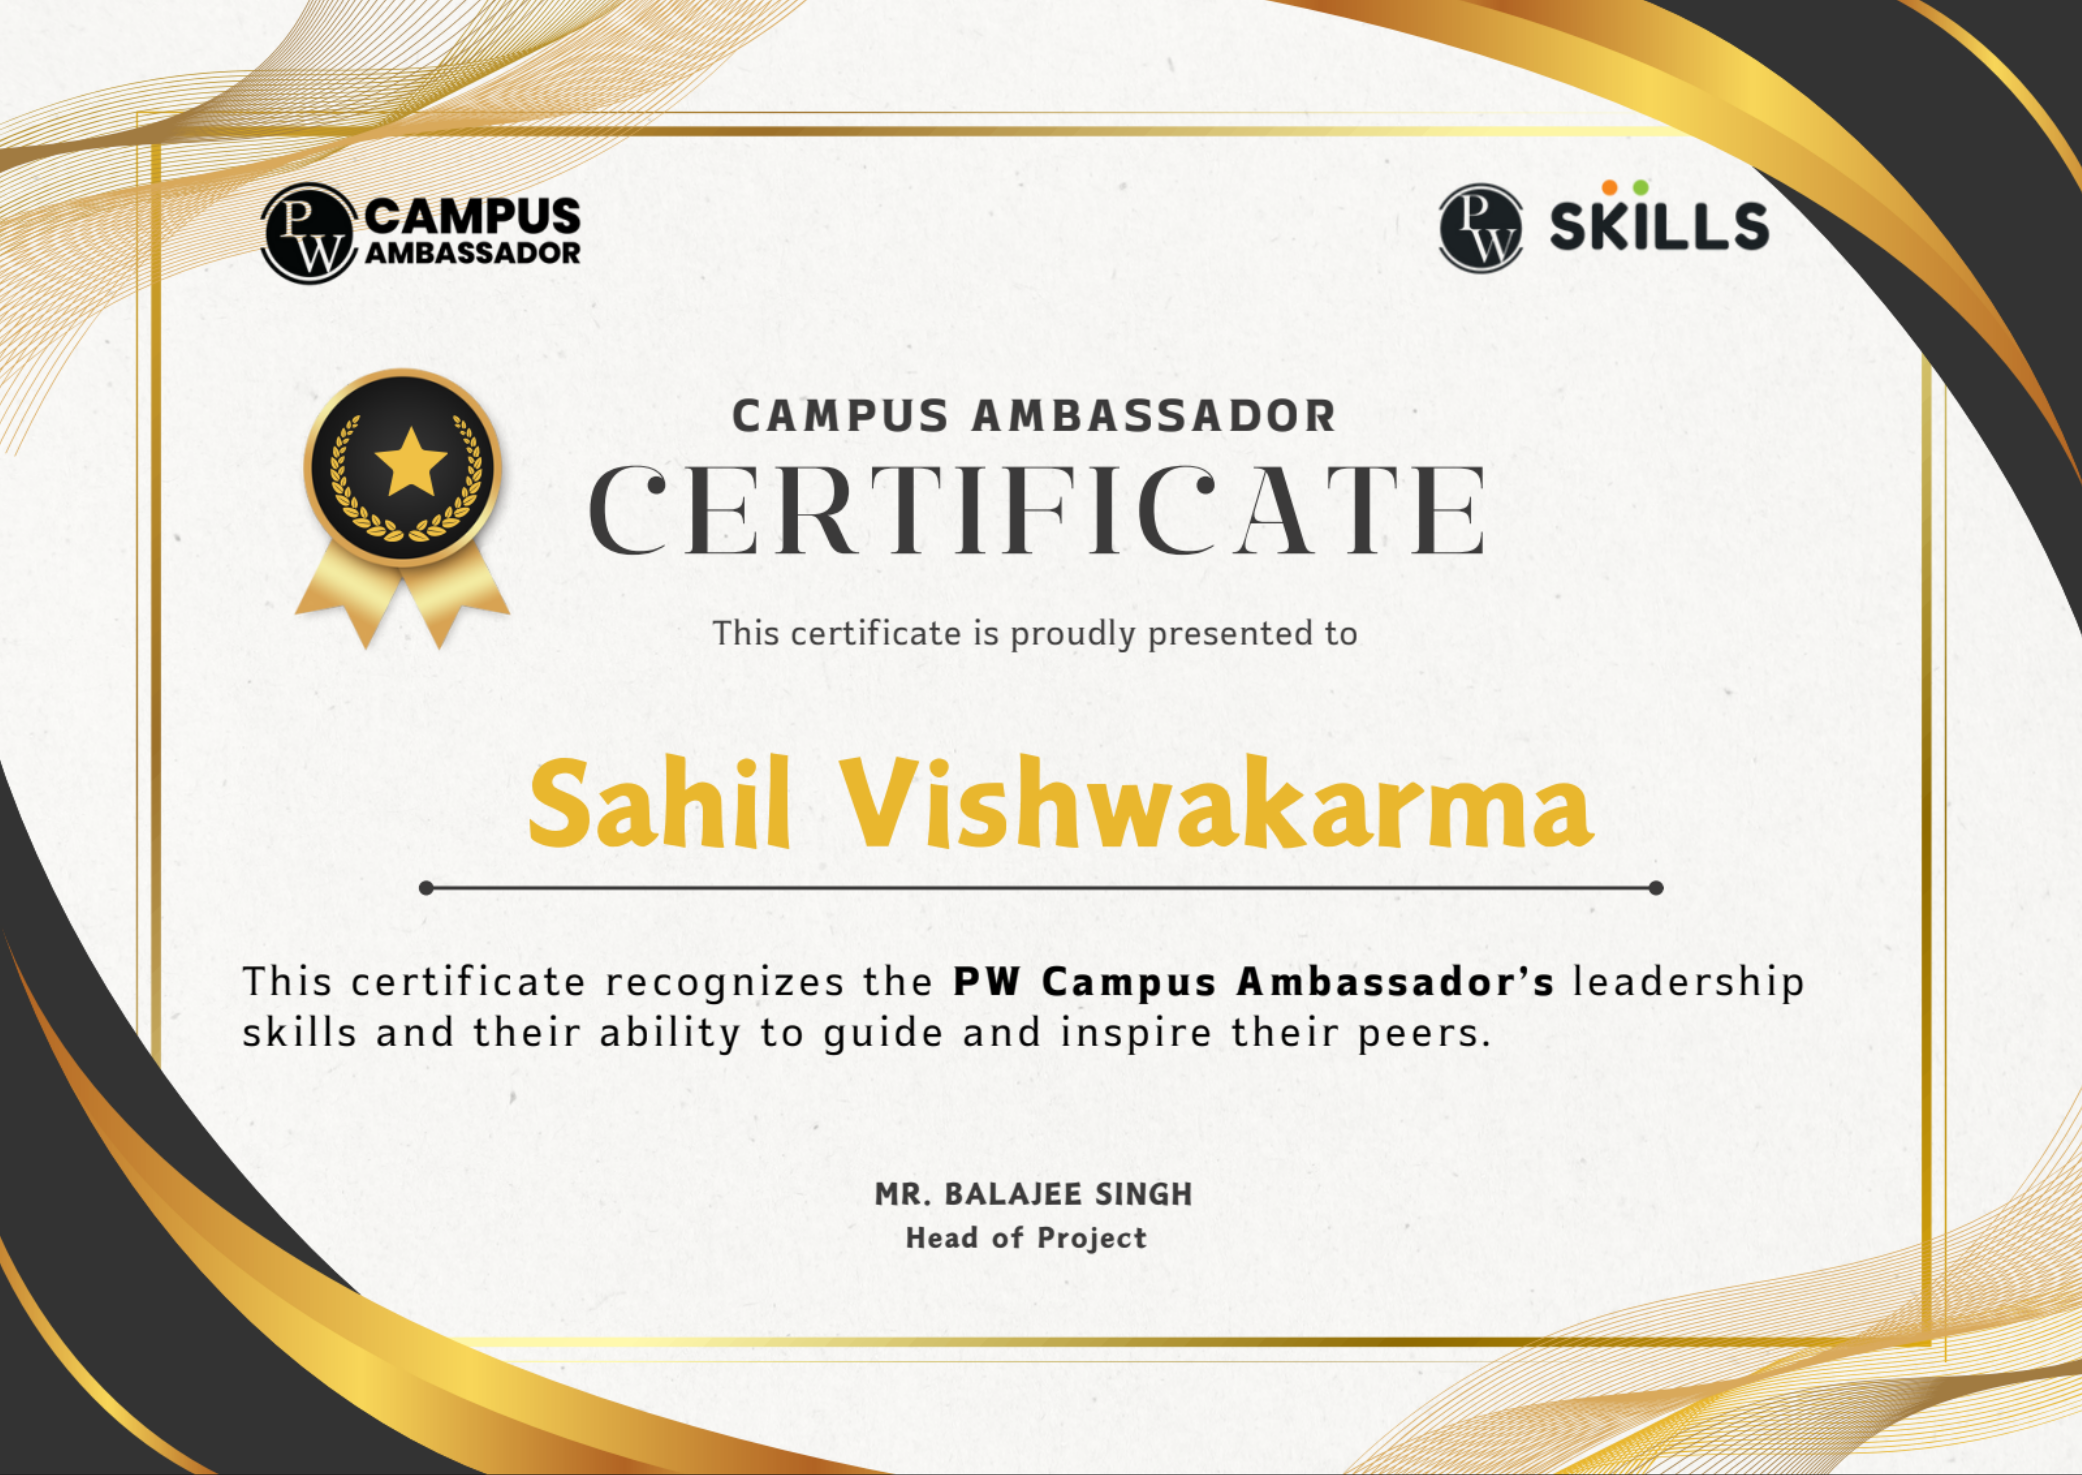 PW CAMPUS
AMBASSADOR
PW SKILLS
CAMPUS AMBASSADOR
CERTIFICATE
This certificate is proudly presented to
Sahil Vishwakarma
This certificate recognizes the PW Campus Ambassador’s leadership
skills and their ability to guide and inspire their peers.
MR. BALAJEE SINGH
Head of Project